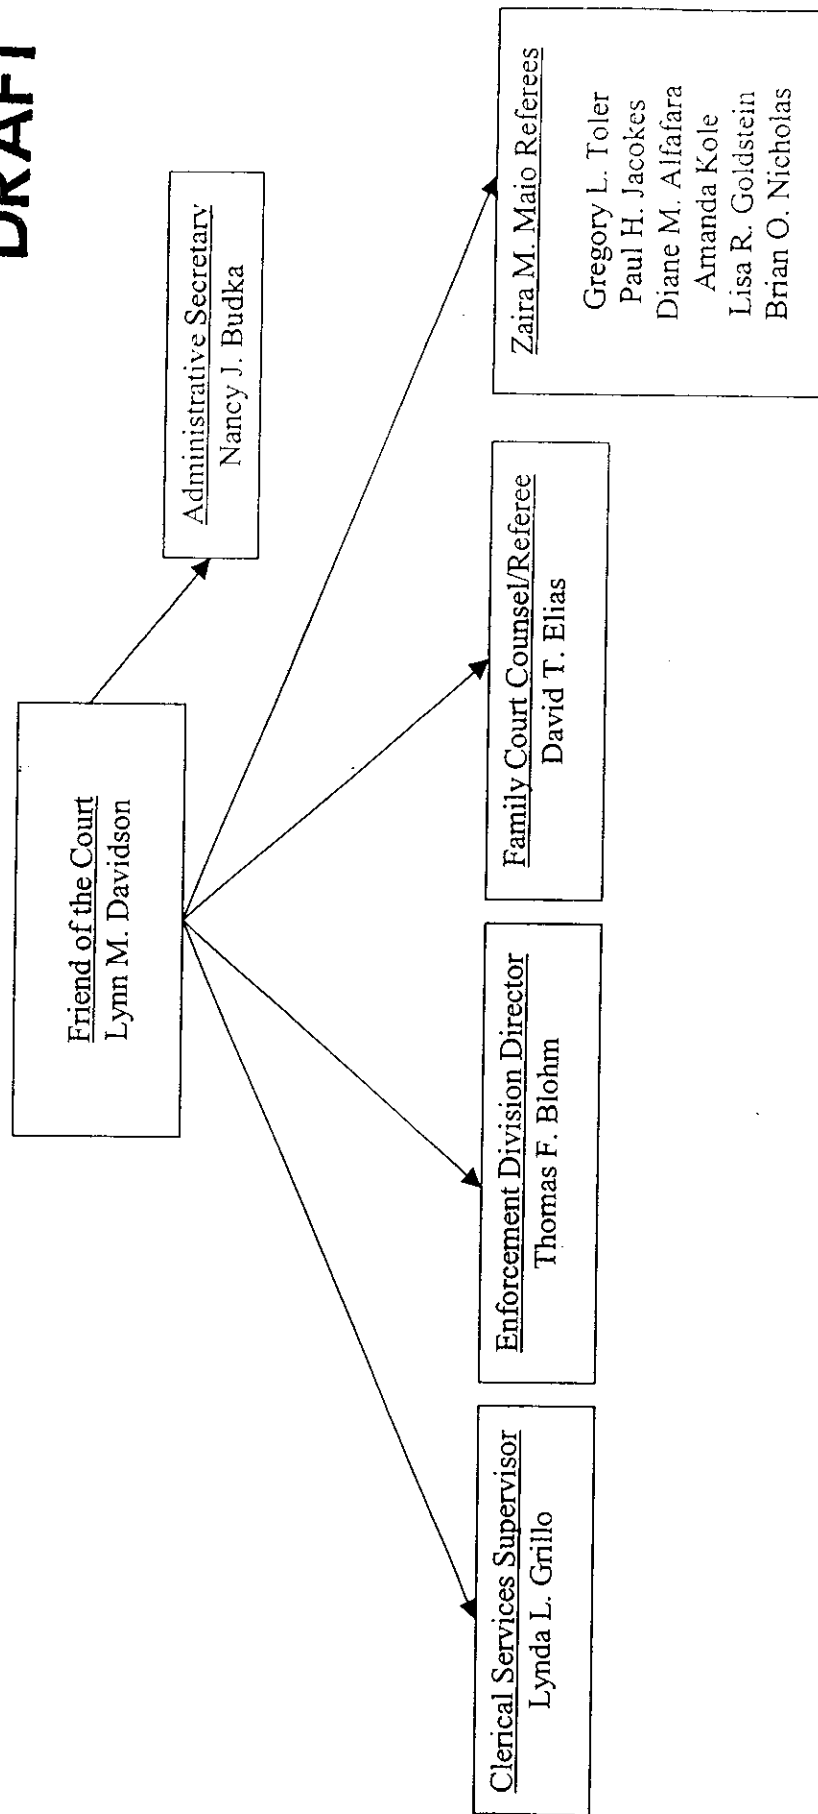 DRAFT
Friend of the Court
Lynn M. Davidson
Administrative Secretary
Nancy J. Budka
Clerical Services Supervisor
Lynda L. Grillo
Enforcement Division Director
Thomas F. Blohm
Family Court Counsel/Referee
David T. Elias
Zaira M. Maio Referees
Gregory L. Toler
Paul H. Jacokes
Diane M. Alfafara
Amanda Kole
Lisa R. Goldstein
Brian O. Nicholas